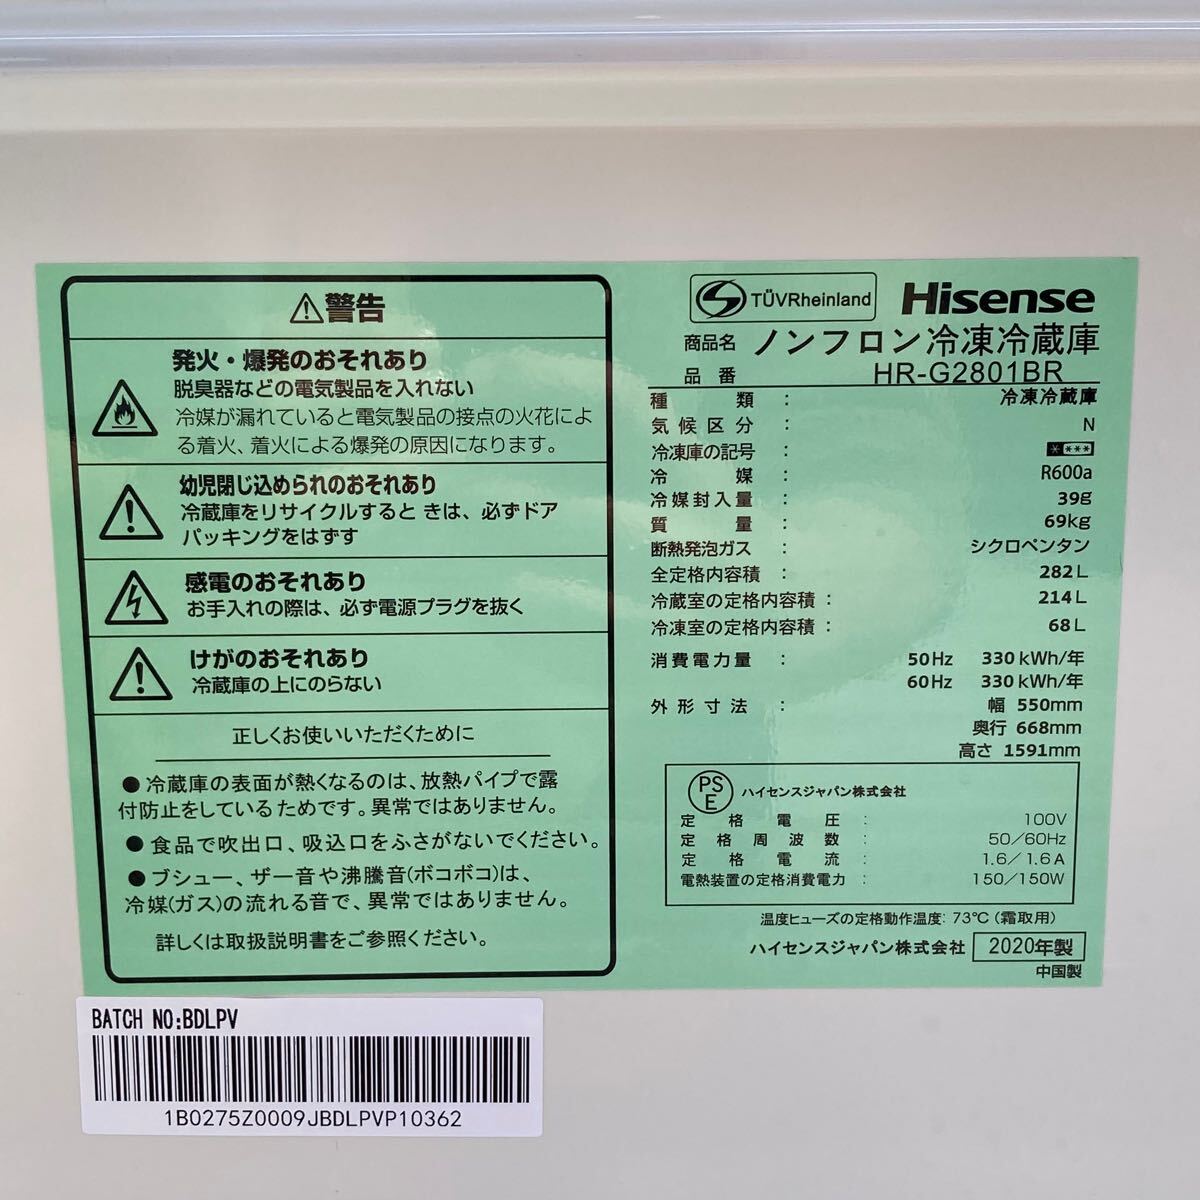 ⚠警告
発火・爆発のおそれあり
脱臭器などの電気製品を入れない
冷媒が漏れていると電気製品の接点の火花によ
る着火、着火による爆発の原因になります。
幼児閉じ込められのおそれあり
冷蔵庫をリサイクルすると きは、必ずドア
パッキングをはずす
感電のおそれあり
お手入れの際は、必ず電源プラグを抜く
けがのおそれあり
冷蔵庫の上にのらない
正しくお使いいただくために
●冷蔵庫の表面が熱くなるのは、放熱パイプで露
付防止をしているためです。異常ではありません。
●食品で吹出口、吸込口をふさがないでください。
●ブシュー、ザー音や沸騰音(ボコボコ)は、
冷媒(ガス)の流れる音で、異常ではありません。
詳しくは取扱説明書をご参照ください。
TÜVRheinland Hisense
商品名 ノンフロン冷凍冷蔵庫
品番 HR-G2801BR
種類 : 冷凍冷蔵庫
気候区分 : N
冷凍庫の記号 : ****
冷媒 : R600a
冷媒封入量 : 39g
質量 : 69kg
断熱発泡ガス : シクロペンタン
全定格内容積 : 282L
冷蔵室の定格内容積 : 214L
冷凍室の定格内容積 : 68L
消費電力量 : 50Hz 330kWh/年
60Hz 330kWh/年
外形寸法 : 幅 550mm
奥行 668mm
高さ 1591mm
PSE ハイセンスジャパン株式会社
定格電圧 : 100V
定格周波数 : 50/60Hz
定格電流 : 1.6/1.6A
電熱装置の定格消費電力 : 150/150W
温度ヒューズの定格動作温度: 73℃(霜取用)
ハイセンスジャパン株式会社 2020年製
中国製
BATCH NO:BDLPV
1B0275Z0009JBDLPVP10362